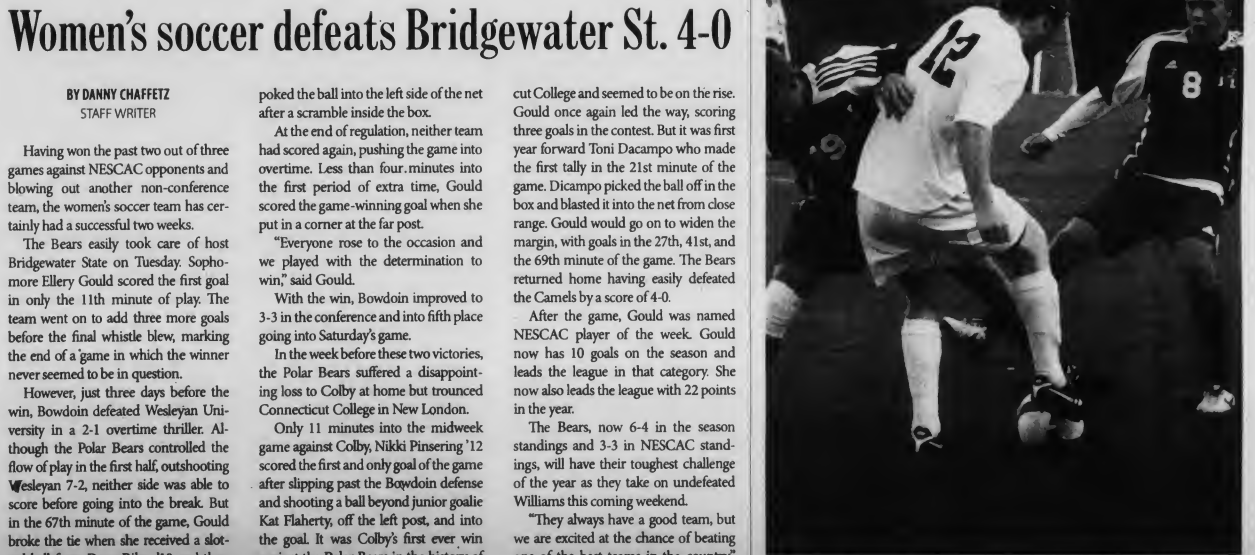 Women's soccer defeats Bridgewater St. 4-0
BY DANNY CHAFFETZ
STAFF WRITER
Having won the past two out of three
games against NESCAC opponents and
blowing out another non-conference
team, the women's soccer team has cer-
tainly had a successful two weeks.
The Bears easily took care of host
Bridgewater State on Tuesday. Sopho-
more Ellery Gould scored the first goal
in only the 11th minute of play. The
team went on to add three more goals
before the final whistle blew, marking
the end of a game in which the winner
never seemed to be in question.
However, just three days before the
win, Bowdoin defeated Wesleyan Uni-
versity in a 2-1 overtime thriller. Al-
though the Polar Bears controlled the
flow of play in the first half, outshooting
Wesleyan 7-2, neither side was able to
score before going into the break. But
in the 67th minute of the game, Gould
broke the tie when she received a slot-
poked the ball into the left side of the net
after a scramble inside the box.
At the end of regulation, neither team
had scored again, pushing the game into
overtime. Less than four minutes into
the first period of extra time, Gould
scored the game-winning goal when she
put in a corner at the far post.
"Everyone rose to the occasion and
we played with the determination to
win," said Gould.
With the win, Bowdoin improved to
3-3 in the conference and into fifth place
going into Saturday's game.
In the week before these two victories,
the Polar Bears suffered a disappoint-
ing loss to Colby at home but trounced
Connecticut College in New London.
Only 11 minutes into the midweek
game against Colby, Nikki Pinsering '12
scored the first and only goal of the game
after slipping past the Bowdoin defense
and shooting a ball beyond junior goalie
Kat Flaherty, off the left post, and into
the goal. It was Colby's first ever win
cut College and seemed to be on the rise.
Gould once again led the way, scoring
three goals in the contest. But it was first
year forward Toni Dacampo who made
the first tally in the 21st minute of the
game. Dicampo picked the ball off in the
box and blasted it into the net from close
range. Gould would go on to widen the
margin, with goals in the 27th, 41st, and
the 69th minute of the game. The Bears
returned home having easily defeated
the Camels by a score of 4-0.
After the game, Gould was named
NESCAC player of the week. Gould
now has 10 goals on the season and
leads the league in that category. She
now also leads the league with 22 points
in the year.
The Bears, now 6-4 in the season
standings and 3-3 in NESCAC stand-
ings, will have their toughest challenge
of the year as they take on undefeated
Williams this coming weekend.
"They always have a good team, but
we are excited at the chance of beating
12
8